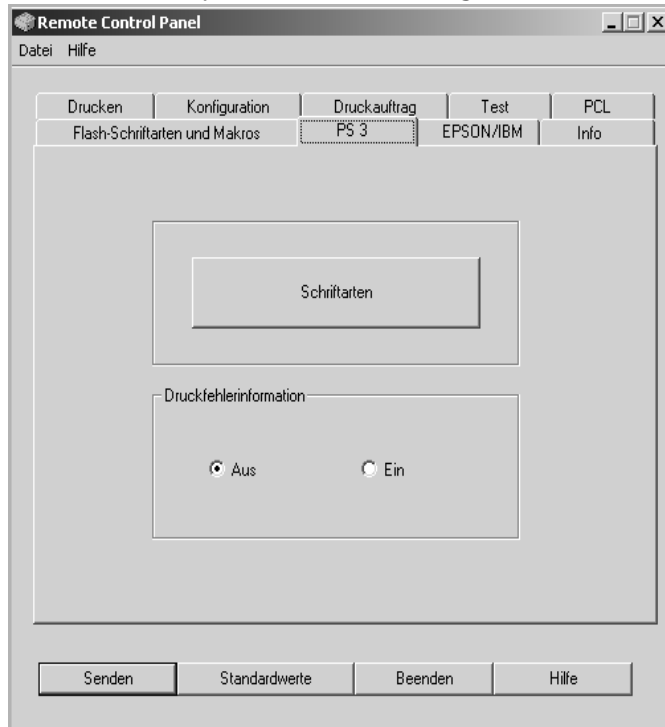 Remote Control Panel
Datei Hilfe
Drucken Konfiguration Druckauftrag Test PCL
Flash-Schriftarten und Makros PS 3 EPSON/IBM Info
Schriftarten
Druckfehlerinformation
Aus Ein
Senden Standardwerte Beenden Hilfe